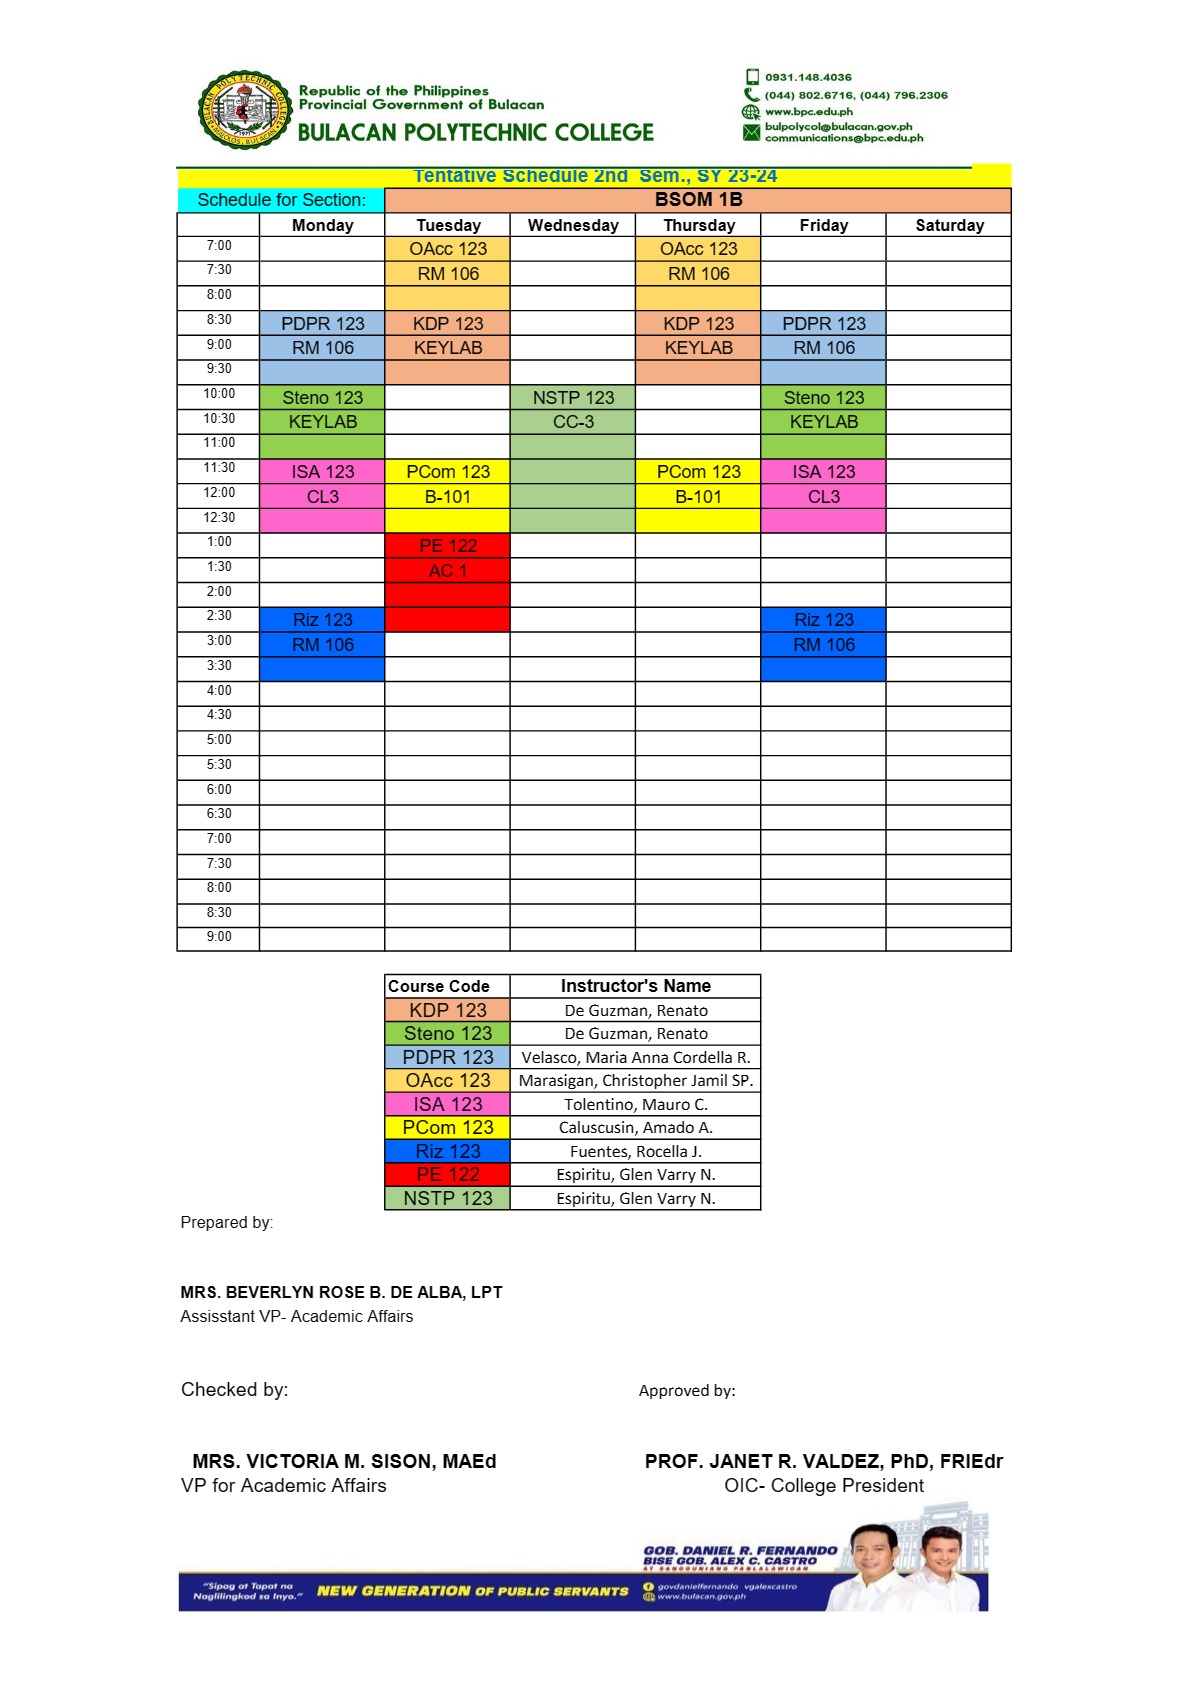 BULACAN POLYTECHNIC COLLEGE
MALOLOS, BULACAN
1971
Republic of the Philippines
Provincial Government of Bulacan
BULACAN POLYTECHNIC COLLEGE
0931.148.4036
(044) 802.6716, (044) 796.2306
www.bpc.edu.ph
bulpolycol@bulacan.gov.ph
communications@bpc.edu.ph
Tentative Schedule 2nd Sem., SY 23-24
Schedule for Section: BSOM 1B
Monday Tuesday Wednesday Thursday Friday Saturday
7:00 OAcc 123 OAcc 123
7:30 RM 106 RM 106
8:00
8:30 PDPR 123 KDP 123 KDP 123 PDPR 123
9:00 RM 106 KEYLAB KEYLAB RM 106
9:30
10:00 Steno 123 NSTP 123 Steno 123
10:30 KEYLAB CC-3 KEYLAB
11:00
11:30 ISA 123 PCom 123 PCom 123 ISA 123
12:00 CL3 B-101 B-101 CL3
12:30
1:00 PE 122
1:30 AC 1
2:00
2:30 Riz 123 Riz 123
3:00 RM 106 RM 106
3:30
4:00
4:30
5:00
5:30
6:00
6:30
7:00
7:30
8:00
8:30
9:00
Course Code Instructor's Name
KDP 123 De Guzman, Renato
Steno 123 De Guzman, Renato
PDPR 123 Velasco, Maria Anna Cordella R.
OAcc 123 Marasigan, Christopher Jamil SP.
ISA 123 Tolentino, Mauro C.
PCom 123 Caluscusin, Amado A.
Riz 123 Fuentes, Rocella J.
PE 122 Espiritu, Glen Varry N.
NSTP 123 Espiritu, Glen Varry N.
Prepared by:
MRS. BEVERLYN ROSE B. DE ALBA, LPT
Assisstant VP- Academic Affairs
Checked by: Approved by:
MRS. VICTORIA M. SISON, MAEd PROF. JANET R. VALDEZ, PhD, FRIEdr
VP for Academic Affairs OIC- College President
GOB. DANIEL R. FERNANDO
BISE GOB. ALEX C. CASTRO
AT SANGGUNIANG PANLALAWIGAN
"Sipag at Tapat na
Naglilingkod sa Inyo."
NEW GENERATION OF PUBLIC SERVANTS
govdanielfernando vgalexcastro
www.bulacan.gov.ph